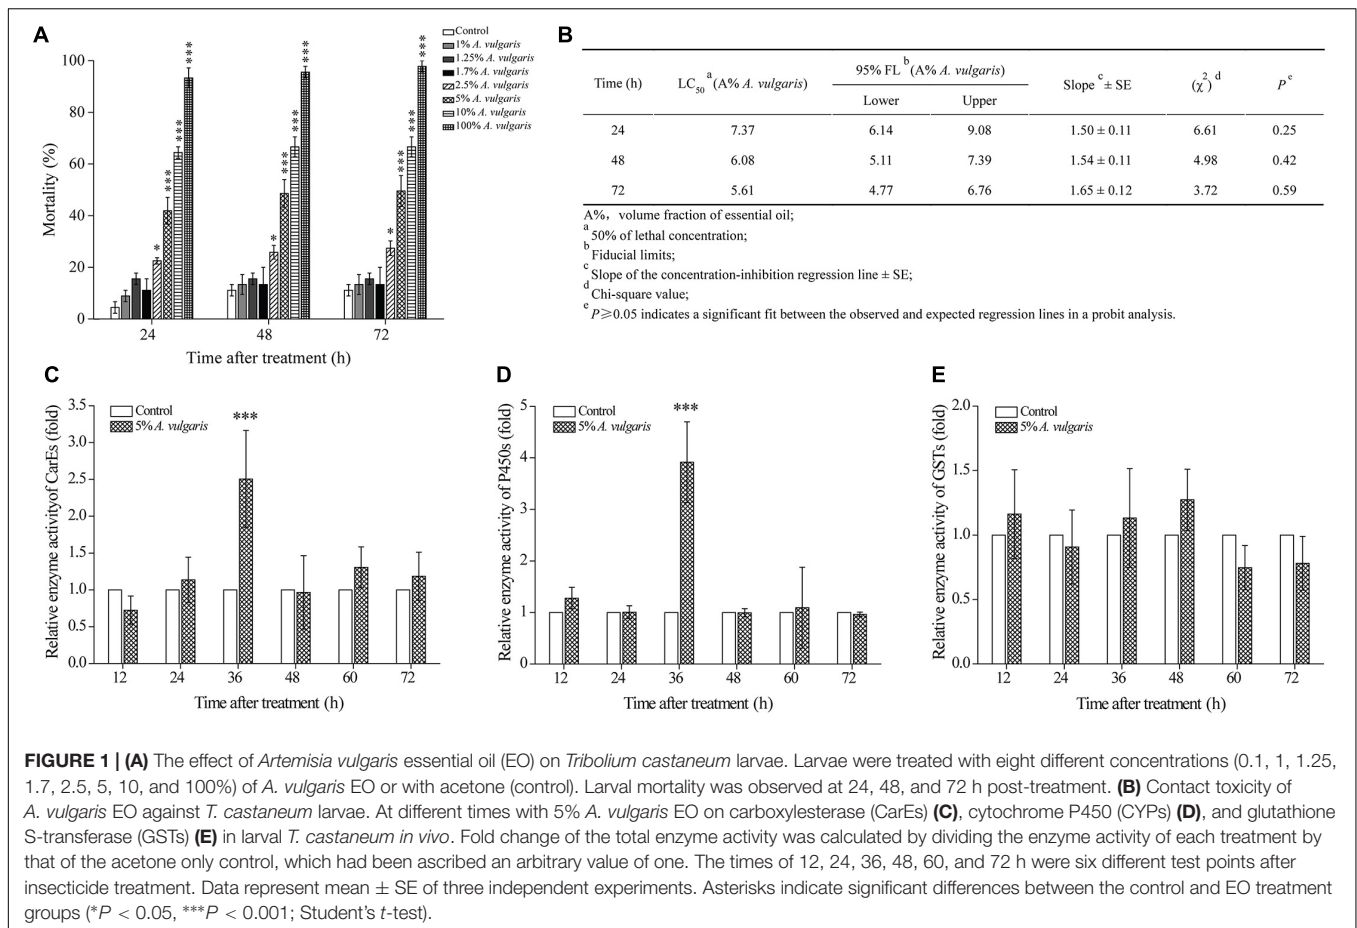 A
Mortality (%)
100
80
60
40
20
0
***
***
***
*
***
***
***
*
***
***
***
*
24
48
72
Time after treatment (h)
Control
1% A. vulgaris
1.25% A. vulgaris
1.7% A. vulgaris
2.5% A. vulgaris
5% A. vulgaris
10% A. vulgaris
100% A. vulgaris
B
Time (h) LC50 a (A% A. vulgaris) 95% FL b (A% A. vulgaris) Slope c ± SE (χ2) d P e
Lower Upper
24 7.37 6.14 9.08 1.50 ± 0.11 6.61 0.25
48 6.08 5.11 7.39 1.54 ± 0.11 4.98 0.42
72 5.61 4.77 6.76 1.65 ± 0.12 3.72 0.59
A%, volume fraction of essential oil;
a 50% of lethal concentration;
b Fiducial limits;
c Slope of the concentration-inhibition regression line ± SE;
d Chi-square value;
e P⩾0.05 indicates a significant fit between the observed and expected regression lines in a probit analysis.
C
Relative enzyme activityof CarEs (fold)
3.5
3.0
2.5
2.0
1.5
1.0
0.5
0.0
Control
5% A. vulgaris
***
12 24 36 48 60 72
Time after treatment (h)
D
Relative enzyme activity of P450s (fold)
5
4
3
2
1
0
Control
5% A. vulgaris
***
12 24 36 48 60 72
Time after treatment (h)
E
Relative enzyme activity of GSTs (fold)
2.0
1.5
1.0
0.5
0.0
Control
5% A. vulgaris
12 24 36 48 60 72
Time after treatment (h)
FIGURE 1 | (A) The effect of Artemisia vulgaris essential oil (EO) on Tribolium castaneum larvae. Larvae were treated with eight different concentrations (0.1, 1, 1.25,
1.7, 2.5, 5, 10, and 100%) of A. vulgaris EO or with acetone (control). Larval mortality was observed at 24, 48, and 72 h post-treatment. (B) Contact toxicity of
A. vulgaris EO against T. castaneum larvae. At different times with 5% A. vulgaris EO on carboxylesterase (CarEs) (C), cytochrome P450 (CYPs) (D), and glutathione
S-transferase (GSTs) (E) in larval T. castaneum in vivo. Fold change of the total enzyme activity was calculated by dividing the enzyme activity of each treatment by
that of the acetone only control, which had been ascribed an arbitrary value of one. The times of 12, 24, 36, 48, 60, and 72 h were six different test points after
insecticide treatment. Data represent mean ± SE of three independent experiments. Asterisks indicate significant differences between the control and EO treatment
groups (*P < 0.05, ***P < 0.001; Student's t-test).